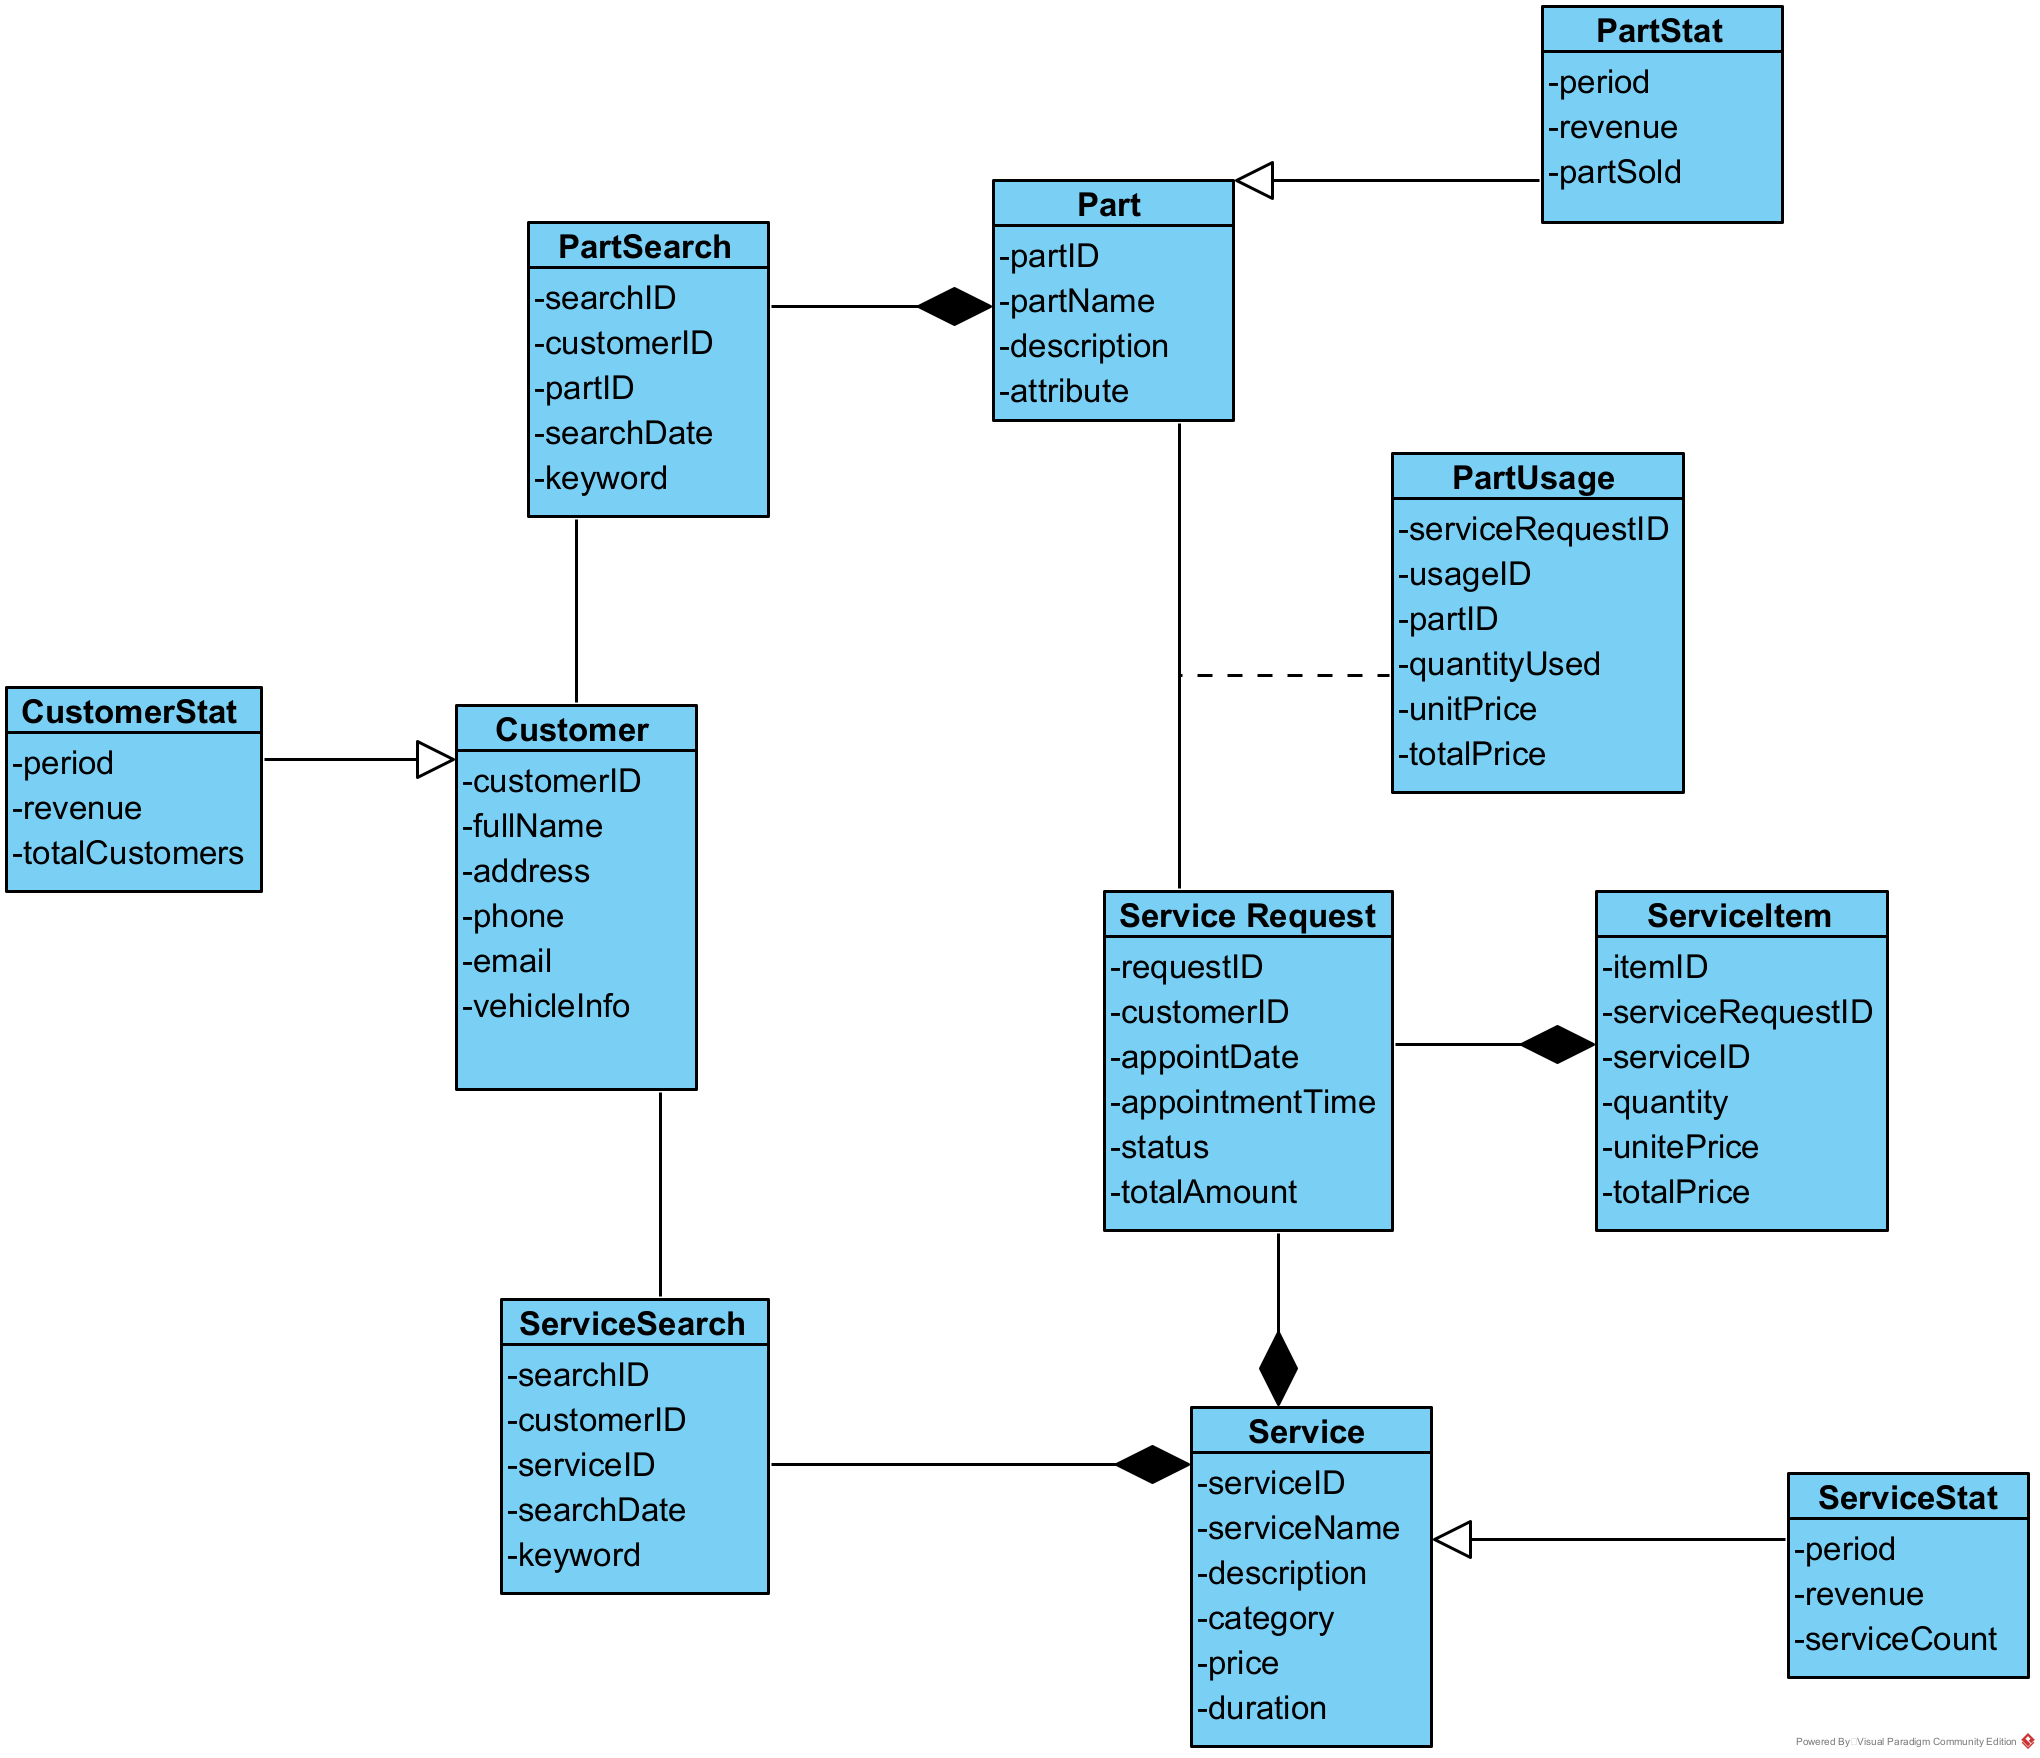 PartStat
-period
-revenue
-partSold
Part
-partID
-partName
-description
-attribute
PartSearch
-searchID
-customerID
-partID
-searchDate
-keyword
PartUsage
-serviceRequestID
-usageID
-partID
-quantityUsed
-unitPrice
-totalPrice
CustomerStat
-period
-revenue
-totalCustomers
Customer
-customerID
-fullName
-address
-phone
-email
-vehicleInfo
Service Request
-requestID
-customerID
-appointDate
-appointmentTime
-status
-totalAmount
ServiceItem
-itemID
-serviceRequestID
-serviceID
-quantity
-unitePrice
-totalPrice
ServiceSearch
-searchID
-customerID
-serviceID
-searchDate
-keyword
Service
-serviceID
-serviceName
-description
-category
-price
-duration
ServiceStat
-period
-revenue
-serviceCount
Powered By Visual Paradigm Community Edition